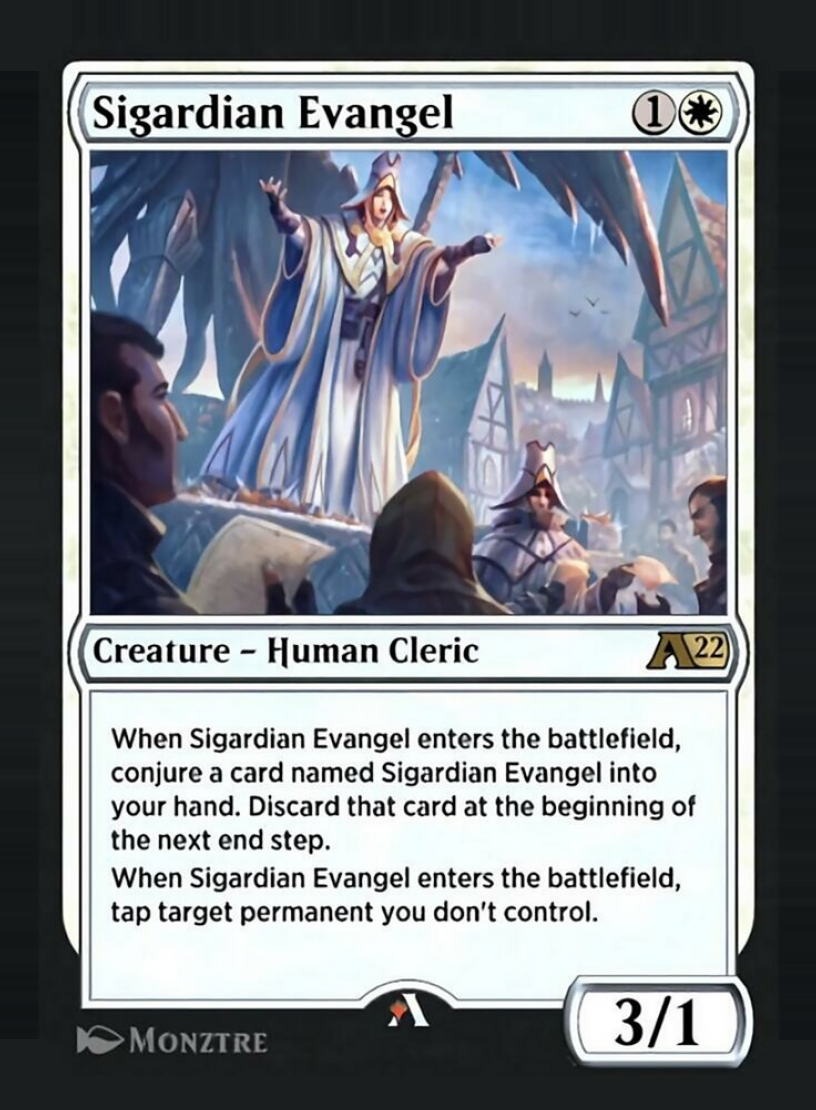 Sigardian Evangel 1
Creature – Human Cleric A22
When Sigardian Evangel enters the battlefield,
conjure a card named Sigardian Evangel into
your hand. Discard that card at the beginning of
the next end step.
When Sigardian Evangel enters the battlefield,
tap target permanent you don't control.
3/1
MONZTRE